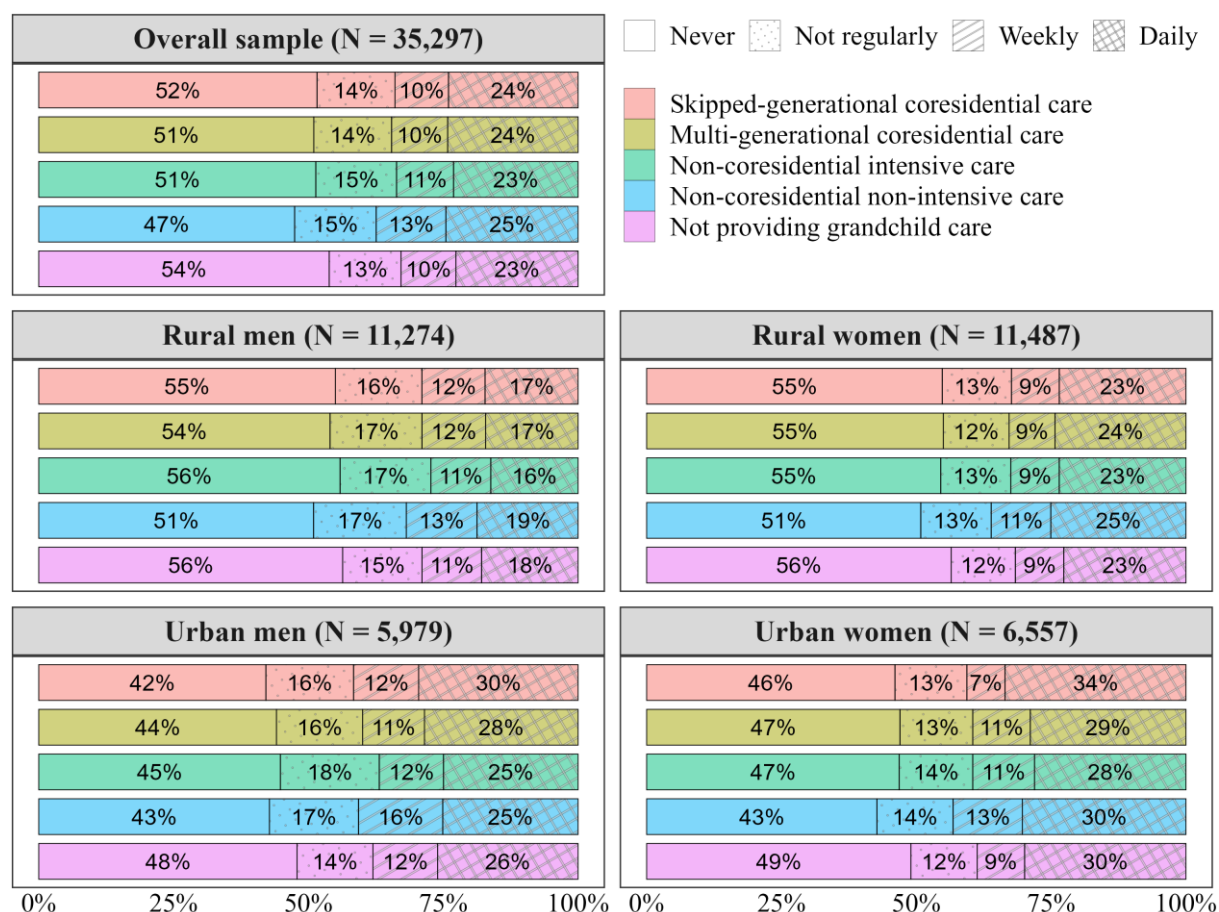 Overall sample (N = 35,297)
Never Not regularly Weekly Daily
52% 14% 10% 24%
51% 14% 10% 24%
51% 15% 11% 23%
47% 15% 13% 25%
54% 13% 10% 23%
Skipped-generational coresidential care
Multi-generational coresidential care
Non-coresidential intensive care
Non-coresidential non-intensive care
Not providing grandchild care
Rural men (N = 11,274)
55% 16% 12% 17%
54% 17% 12% 17%
56% 17% 11% 16%
51% 17% 13% 19%
56% 15% 11% 18%
Rural women (N = 11,487)
55% 13% 9% 23%
55% 12% 9% 24%
55% 13% 9% 23%
51% 13% 11% 25%
56% 12% 9% 23%
Urban men (N = 5,979)
42% 16% 12% 30%
44% 16% 11% 28%
45% 18% 12% 25%
43% 17% 16% 25%
48% 14% 12% 26%
0% 25% 50% 75% 100%
Urban women (N = 6,557)
46% 13% 7% 34%
47% 13% 11% 29%
47% 14% 11% 28%
43% 14% 13% 30%
49% 12% 9% 30%
0% 25% 50% 75% 100%